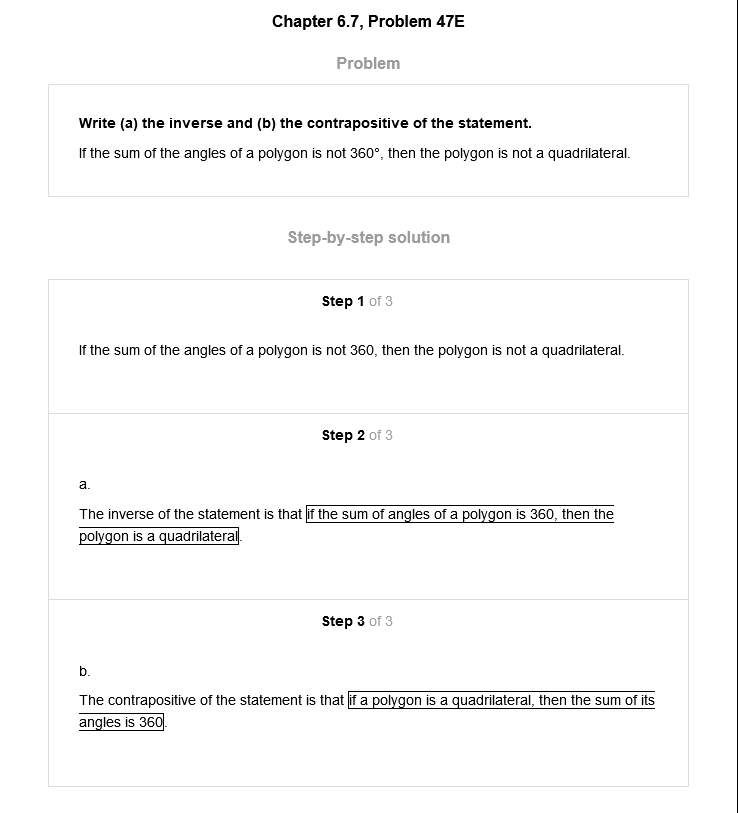 Chapter 6.7, Problem 47E
Problem
Write (a) the inverse and (b) the contrapositive of the statement.
If the sum of the angles of a polygon is not 360°, then the polygon is not a quadrilateral.
Step-by-step solution
Step 1 of 3
If the sum of the angles of a polygon is not 360, then the polygon is not a quadrilateral.
Step 2 of 3
a.
The inverse of the statement is that if the sum of angles of a polygon is 360, then the
polygon is a quadrilateral.
Step 3 of 3
b.
The contrapositive of the statement is that if a polygon is a quadrilateral, then the sum of its
angles is 360.